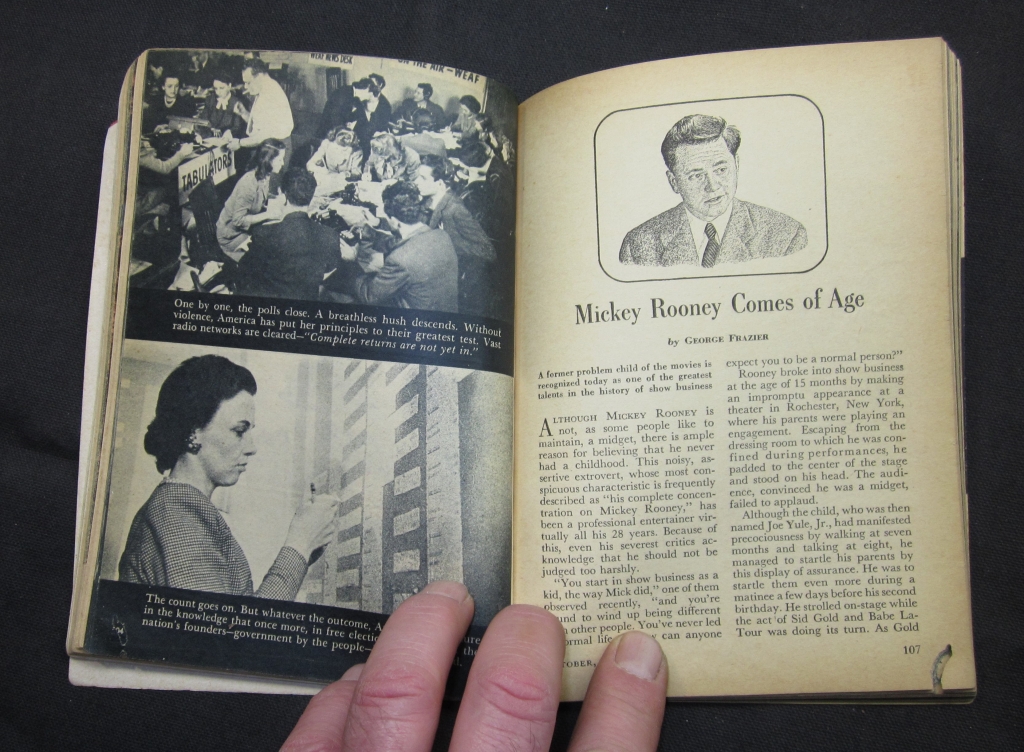 WEAF NEWS DESK
ON THE AIR – WEAF
TABULATORS
One by one, the polls close. A breathless hush descends. Without
violence, America has put her principles to their greatest test. Vast
radio networks are cleared—"Complete returns are not yet in."
The count goes on. But whatever the outcome, A
in the knowledge that once more, in free electio
nation's founders—government by the people—
Mickey Rooney Comes of Age
by GEORGE FRAZIER
A former problem child of the movies is
recognized today as one of the greatest
talents in the history of show business
ALTHOUGH MICKEY ROONEY is
not, as some people like to
maintain, a midget, there is ample
reason for believing that he never
had a childhood. This noisy, as-
sertive extrovert, whose most con-
spicuous characteristic is frequently
described as "his complete concen-
tration on Mickey Rooney," has
been a professional entertainer vir-
tually all his 28 years. Because of
this, even his severest critics ac-
knowledge that he should not be
judged too harshly.
"You start in show business as a
kid, the way Mick did," one of them
observed recently, "and you're
und to wind up being different
other people. You've never led
ormal life can anyone
expect you to be a normal person?"
Rooney broke into show business
at the age of 15 months by making
an impromptu appearance at a
theater in Rochester, New York,
where his parents were playing an
engagement. Escaping from the
dressing room to which he was con-
fined during performances, he
padded to the center of the stage
and stood on his head. The audi-
ence, convinced he was a midget,
failed to applaud.
Although the child, who was then
named Joe Yule, Jr., had manifested
precociousness by walking at seven
months and talking at eight, he
managed to startle his parents by
this display of assurance. He was to
startle them even more during a
matinee a few days before his second
birthday. He strolled on-stage while
the act of Sid Gold and Babe La-
Tour was doing its turn. As Gold
TOBER,
107